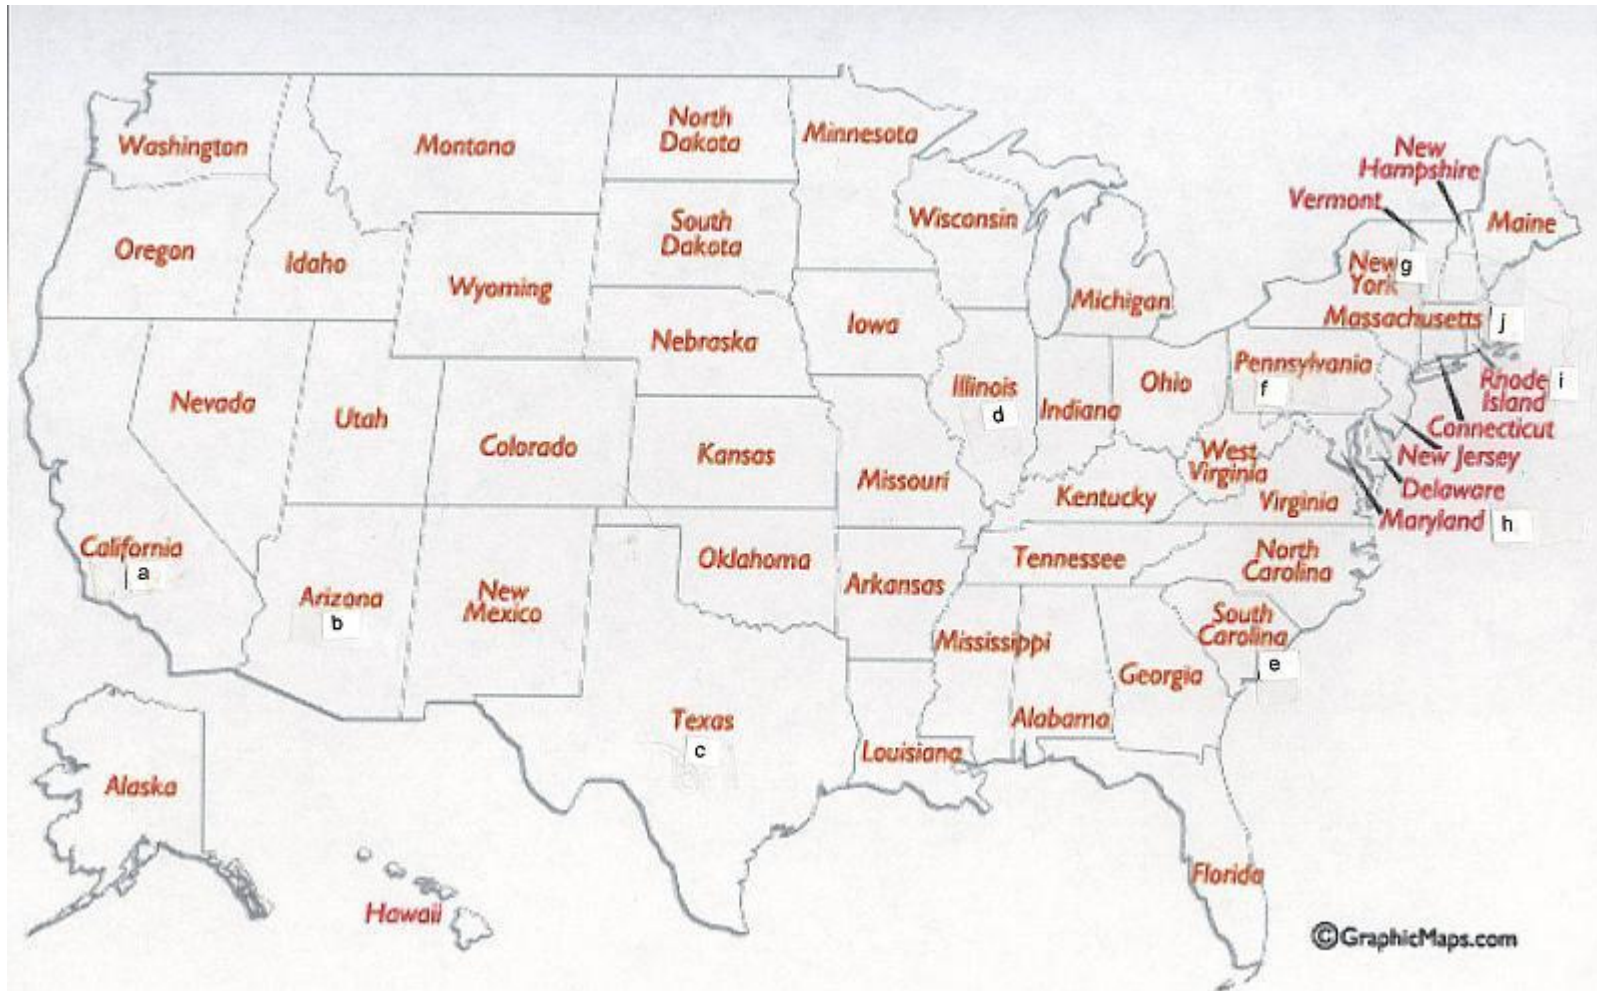 North
Dakota
Minnesota
Washington
Montana
New
Hampshire
Vermont
Maine
Wisconsin
South
Dakota
Oregon
Idaho
Wyoming
New
York
g
Michigan
Massachusetts
j
Iowa
Nebraska
Pennsylvania
f
Rhode
Island
i
Illinois
d
Ohio
Indiana
Nevada
Utah
Colorado
Kansas
Connecticut
New Jersey
West
Virginia
Delaware
Missouri
Kentucky
Virginia
Maryland
h
California
a
Oklahoma
Tennessee
North
Carolina
Arkansas
Arizona
b
New
Mexico
South
Carolina
e
Mississippi
Georgia
Texas
c
Alabama
Louisiana
Alaska
Florida
Hawaii
©GraphicMaps.com